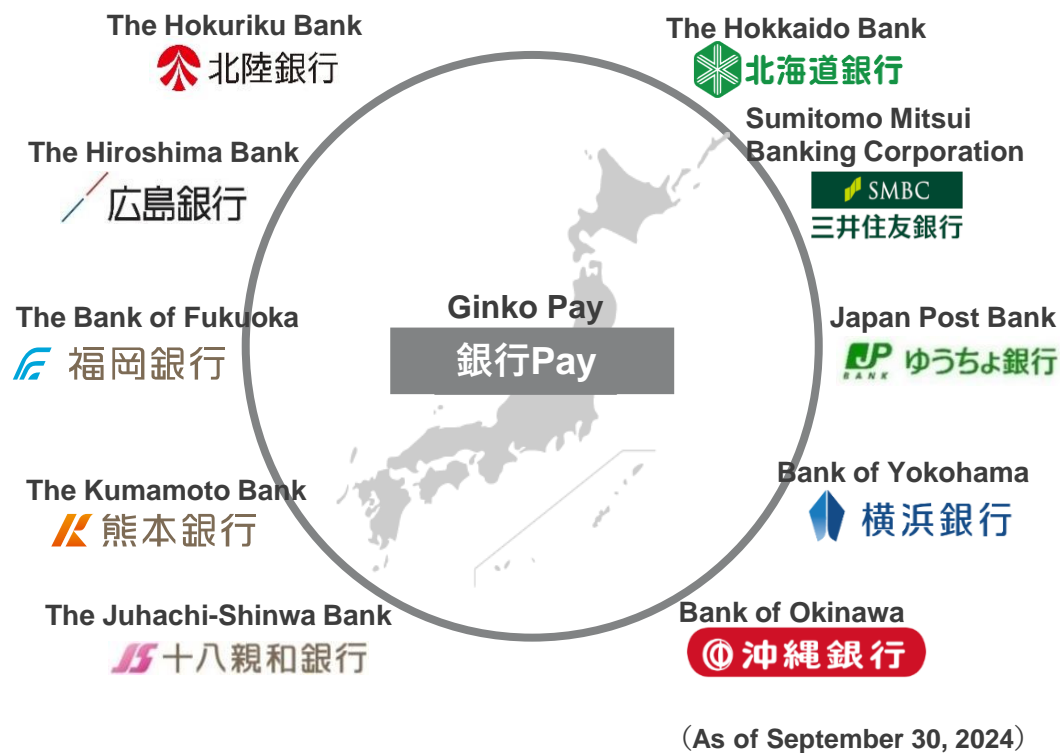 The Hokuriku Bank
北陸銀行
The Hokkaido Bank
北海道銀行
The Hiroshima Bank
広島銀行
Sumitomo Mitsui
Banking Corporation
SMBC
三井住友銀行
Ginko Pay
銀行Pay
The Bank of Fukuoka
福岡銀行
Japan Post Bank
JP
BANK
ゆうちょ銀行
The Kumamoto Bank
熊本銀行
Bank of Yokohama
横浜銀行
The Juhachi-Shinwa Bank
十八親和銀行
Bank of Okinawa
沖縄銀行
（As of September 30, 2024）